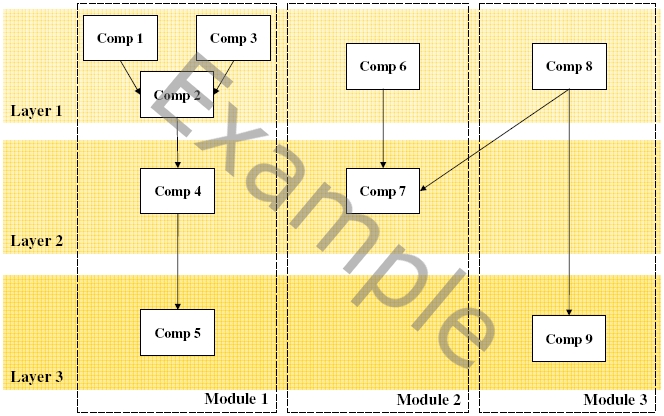 Comp 1
Comp 3
Comp 6
Comp 8
Comp 2
Layer 1
Example
Comp 4
Comp 7
Layer 2
Comp 5
Comp 9
Layer 3
Module 1
Module 2
Module 3